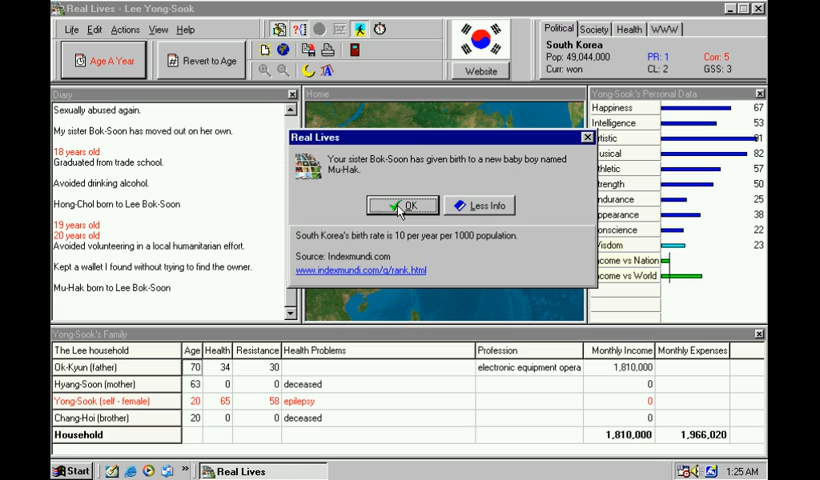 Real Lives - Lee Yong-Sook
Life Edit Actions View Help
Age A Year
Revert to Age
Website
Political Society Health WWW
South Korea
Pop: 49,044,000 PR: 1 Corr: 5
Curr: won CL: 2 GSS: 3
Diary
Sexually abused again.
My sister Bok-Soon has moved out on her own.
18 years old
Graduated from trade school.
Avoided drinking alcohol.
Hong-Chol born to Lee Bok-Soon
19 years old
20 years old
Avoided volunteering in a local humanitarian effort.
Kept a wallet I found without trying to find the owner.
Mu-Hak born to Lee Bok-Soon
Home
Real Lives
Your sister Bok-Soon has given birth to a new baby boy named
Mu-Hak.
OK
Less Info
South Korea's birth rate is 10 per year per 1000 population.
Source: Indexmundi.com
www.indexmundi.com/g/rank.html
Yong-Sook's Personal Data
Happiness 67
Intelligence 53
Artistic 91
Musical 82
Athletic 57
Strength 50
Endurance 25
Appearance 38
Conscience 22
Wisdom 23
Income vs Nation
Income vs World
Yong-Sook's Family
The Lee household Age Health Resistance Health Problems Profession Monthly Income Monthly Expenses
Ok-Kyun (father) 70 34 30 electronic equipment opera 1,810,000
Hyang-Soon (mother) 63 0 0 deceased 0
Yong-Sook (self - female) 20 65 58 epilepsy 0
Chang-Hoi (brother) 20 0 0 deceased 0
Household 1,810,000 1,966,020
Start
Real Lives
1:25 AM